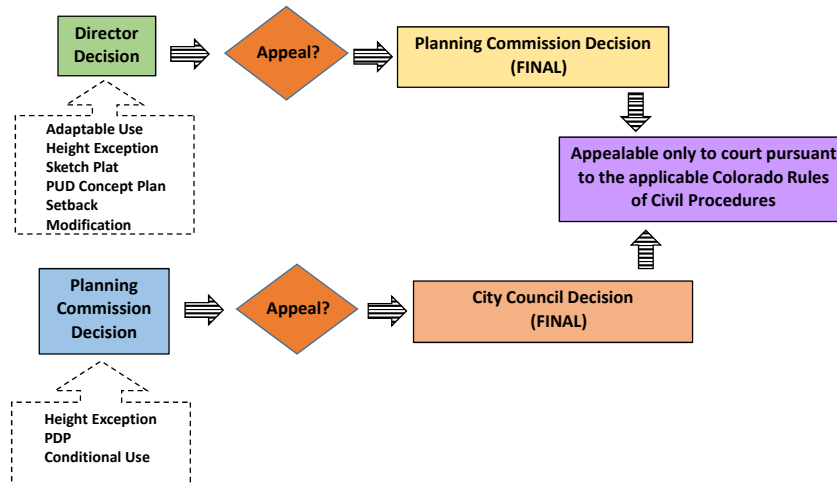 Director
Decision
Appeal?
Planning Commission Decision
(FINAL)
Adaptable Use
Height Exception
Sketch Plat
PUD Concept Plan
Setback
Modification
Appealable only to court pursuant
to the applicable Colorado Rules
of Civil Procedures
Planning
Commission
Decision
Appeal?
City Council Decision
(FINAL)
Height Exception
PDP
Conditional Use